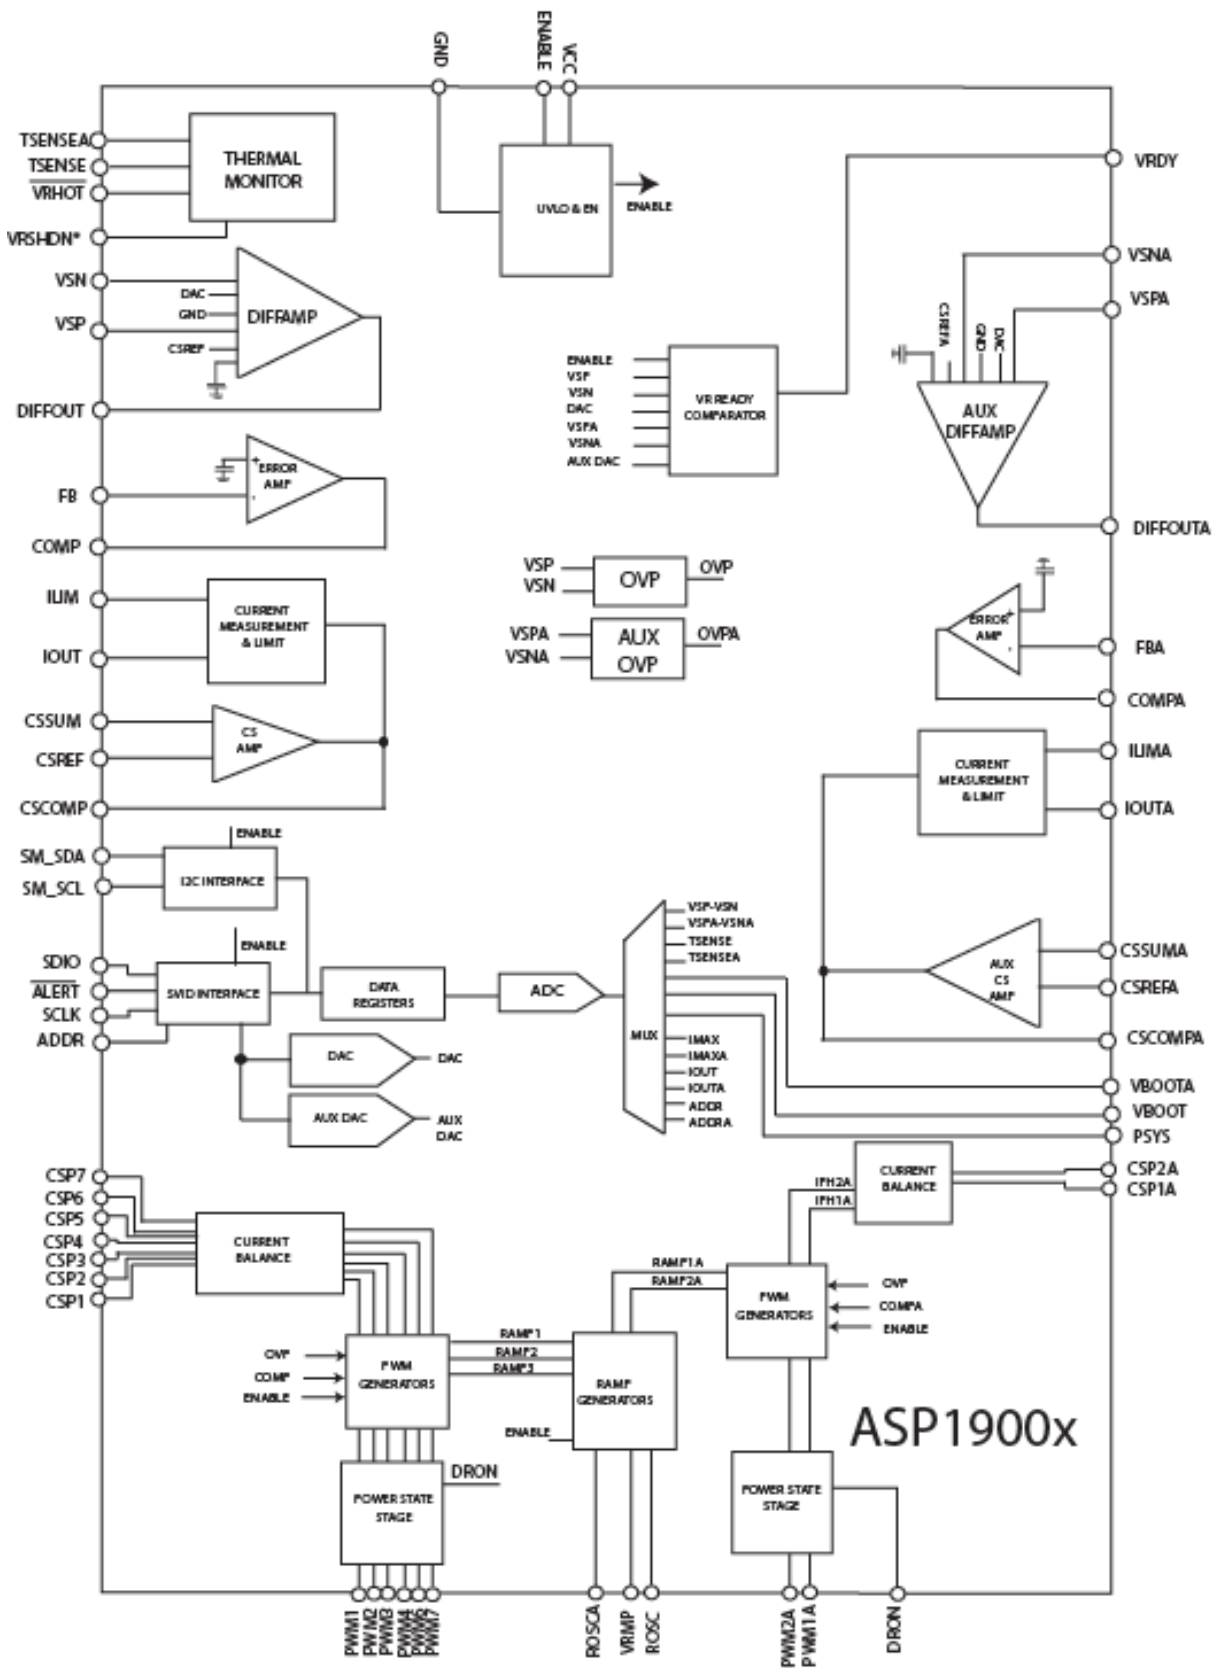 GND
ENABLE
VCC
TSENSEA
TSENSE
VRHOT
VRSHDN*
THERMAL
MONITOR
UVLO & EN
ENABLE
VRDY
VSN
VSP
DAC
GND
CSREF
DIFFAMP
DIFFOUT
VSNA
VSPA
CSREFA
GND
DAC
AUX
DIFFAMP
DIFFOUTA
ENABLE
VSP
VSN
DAC
VSPA
VSNA
AUX DAC
VR READY
COMPARATOR
FB
COMP
+
ERROR
AMP
-
VSP
VSN
OVP
OVP
VSPA
VSNA
AUX
OVP
OVPA
ERROR
AMP
+
-
FBA
COMPA
ILIM
IOUT
CURRENT
MEASUREMENT
& LIMIT
CSSUM
CSREF
CS
AMP
CSCOMP
CURRENT
MEASUREMENT
& LIMIT
ILIMA
IOUTA
AUX
CS
AMP
CSSUMA
CSREFA
CSCOMPA
SM_SDA
SM_SCL
ENABLE
I2C INTERFACE
SDIO
ALERT
SCLK
ADDR
ENABLE
SVID INTERFACE
DATA
REGISTERS
ADC
MUX
VSP-VSN
VSPA-VSNA
TSENSE
TSENSEA
IMAX
IMAXA
IOUT
IOUTA
ADDR
ADDRA
DAC
DAC
AUX DAC
AUX
DAC
VBOOTA
VBOOT
PSYS
CSP2A
CSP1A
CURRENT
BALANCE
IPH2A
IPH1A
CSP7
CSP6
CSP5
CSP4
CSP3
CSP2
CSP1
CURRENT
BALANCE
RAMP1A
RAMP2A
PWM
GENERATORS
OVP
COMPA
ENABLE
OVP
COMP
ENABLE
PWM
GENERATORS
RAMP1
RAMP2
RAMP3
RAMP
GENERATORS
ENABLE
ASP1900x
POWER STATE
STAGE
DRON
POWER STATE
STAGE
PWM1
PWM2
PWM3
PWM4
PWM6
PWM7
ROSCA
VRMP
ROSC
PWM2A
PWM1A
DRON